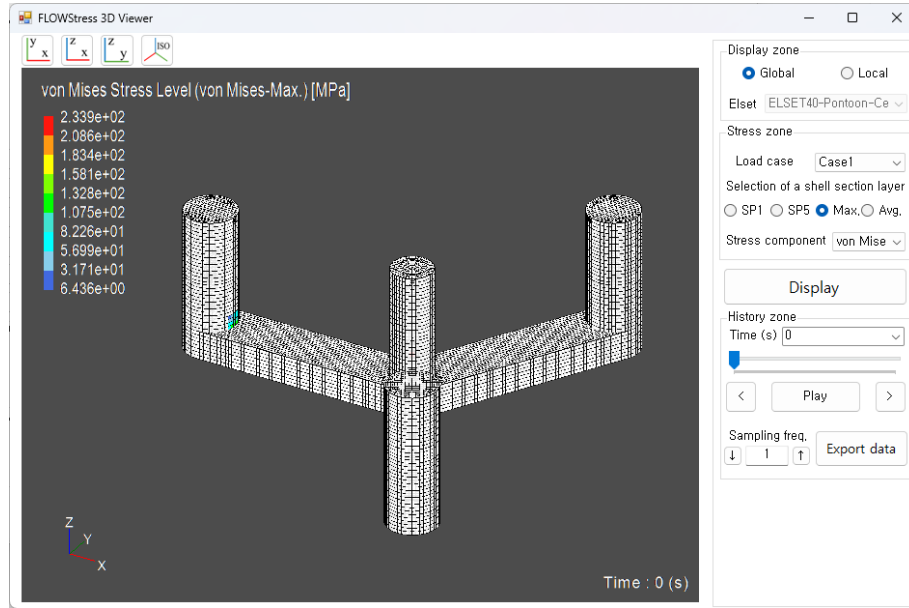 FLOWStress 3D Viewer
y x
z x
z y
ISO
von Mises Stress Level (von Mises-Max.) [MPa]
2.339e+02
2.086e+02
1.834e+02
1.581e+02
1.328e+02
1.075e+02
8.226e+01
5.699e+01
3.171e+01
6.436e+00
Z
Y
X
Time : 0 (s)
Display zone
Global Local
Elset ELSET40-Pontoon-Ce
Stress zone
Load case Case1
Selection of a shell section layer
SP1 SP5 Max. Avg.
Stress component von Mise
Display
History zone
Time (s) 0
< Play >
Sampling freq.
↓ 1 ↑ Export data